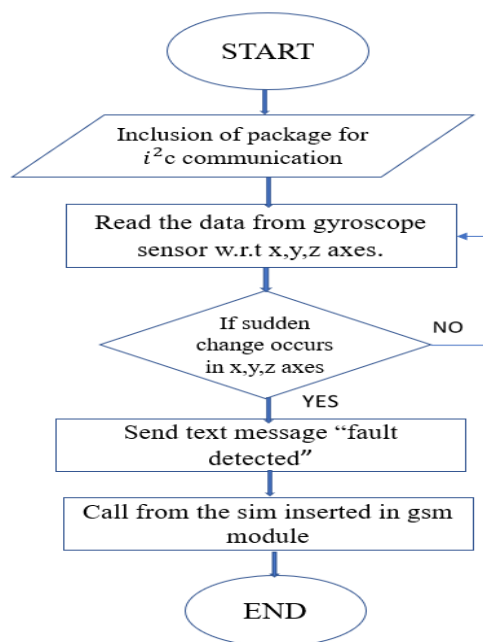 START
Inclusion of package for
i²c communication
Read the data from gyroscope
sensor w.r.t x,y,z axes.
If sudden
change occurs
in x,y,z axes
NO
YES
Send text message “fault
detected”
Call from the sim inserted in gsm
module
END